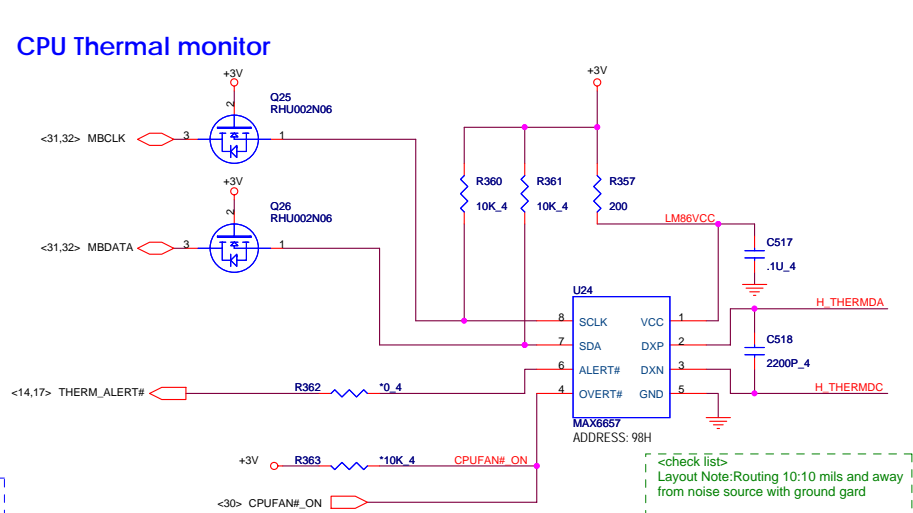 CPU Thermal monitor
+3V
2
Q25
RHU002N06
<31,32> MBCLK
3
1
+3V
2
Q26
RHU002N06
<31,32> MBDATA
3
1
+3V
R360
10K_4
R361
10K_4
R357
200
LM86VCC
C517
.1U_4
U24
8 SCLK VCC 1
7 SDA DXP 2
6 ALERT# DXN 3
4 OVERT# GND 5
MAX6657
ADDRESS: 98H
H_THERMDA
C518
2200P_4
H_THERMDC
<14,17> THERM_ALERT#
R362 *0_4
+3V R363 *10K_4 CPUFAN#_ON
<30> CPUFAN#_ON
<check list>
Layout Note:Routing 10:10 mils and away
from noise source with ground gard